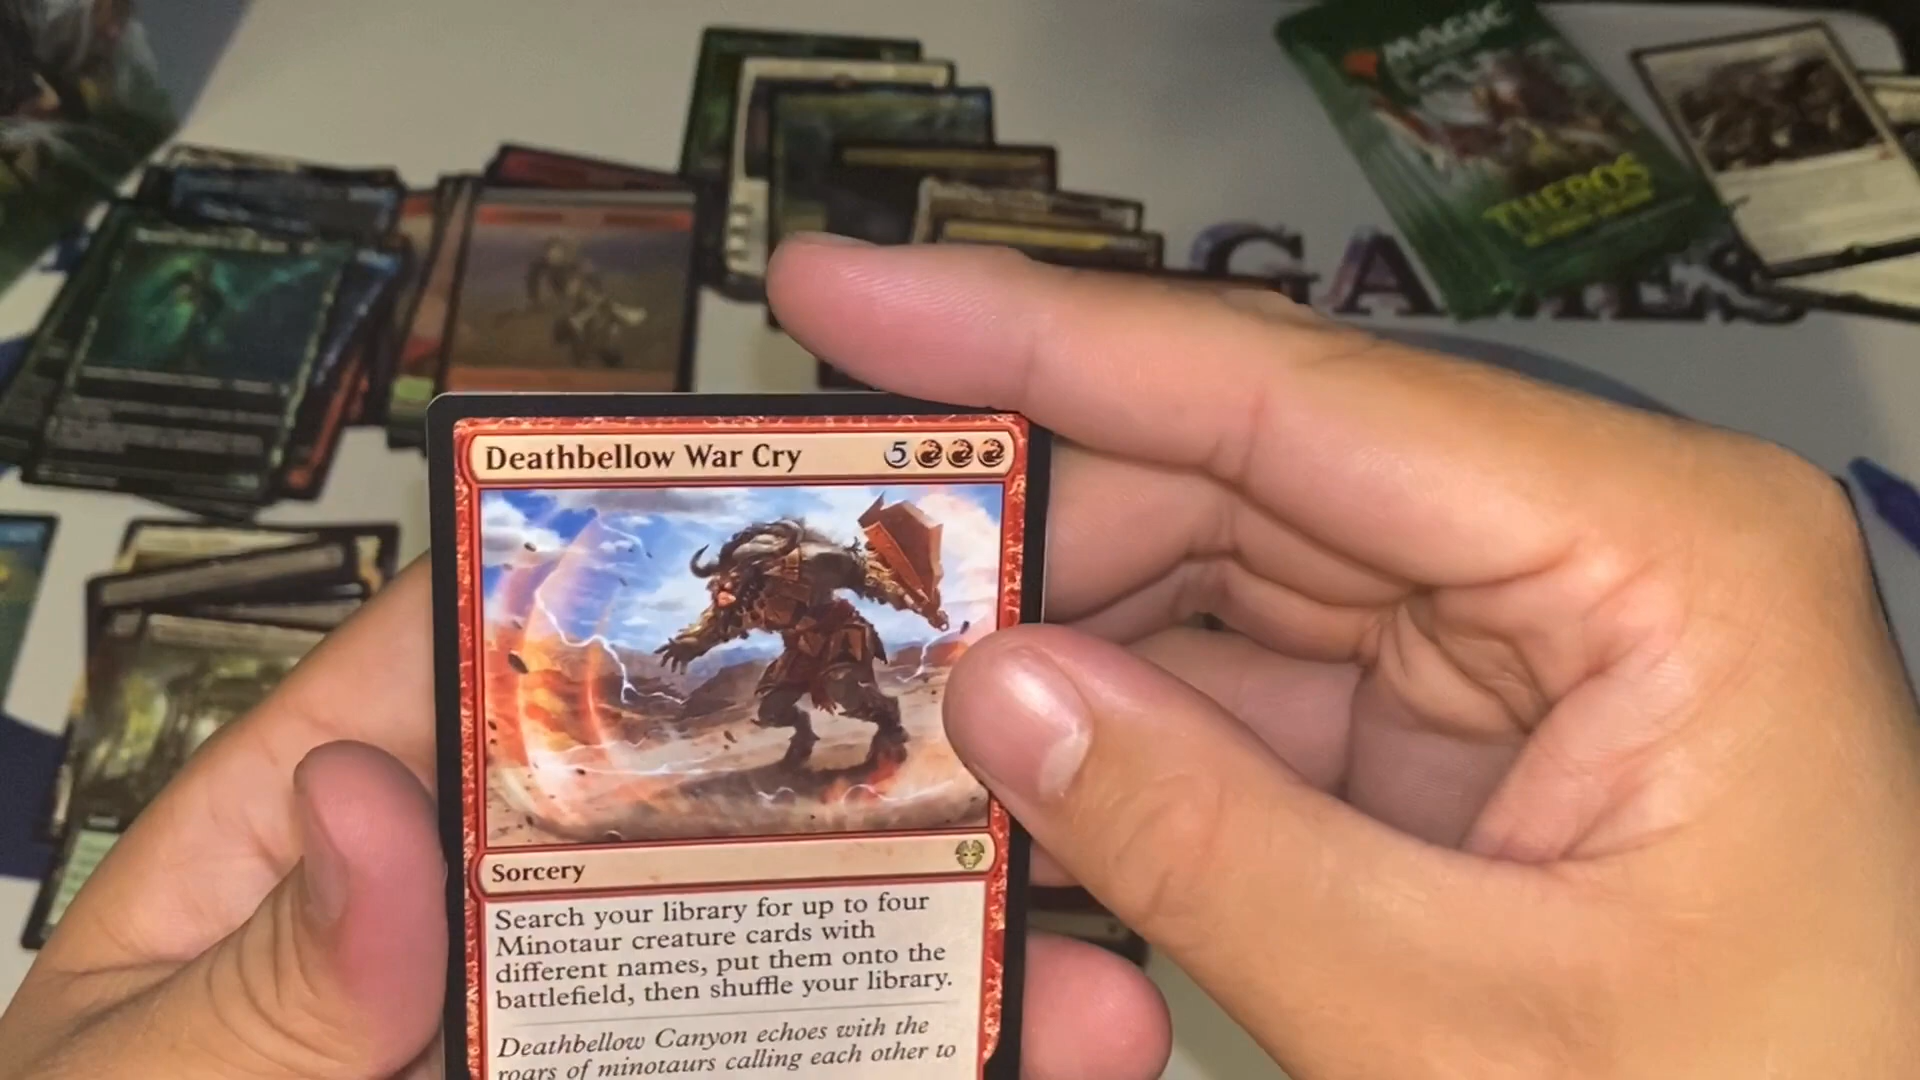 MAGIC
THEROS
GAMES
Deathbellow War Cry 5
Sorcery
Search your library for up to four
Minotaur creature cards with
different names, put them onto the
battlefield, then shuffle your library.
Deathbellow Canyon echoes with the
roars of minotaurs calling each other to